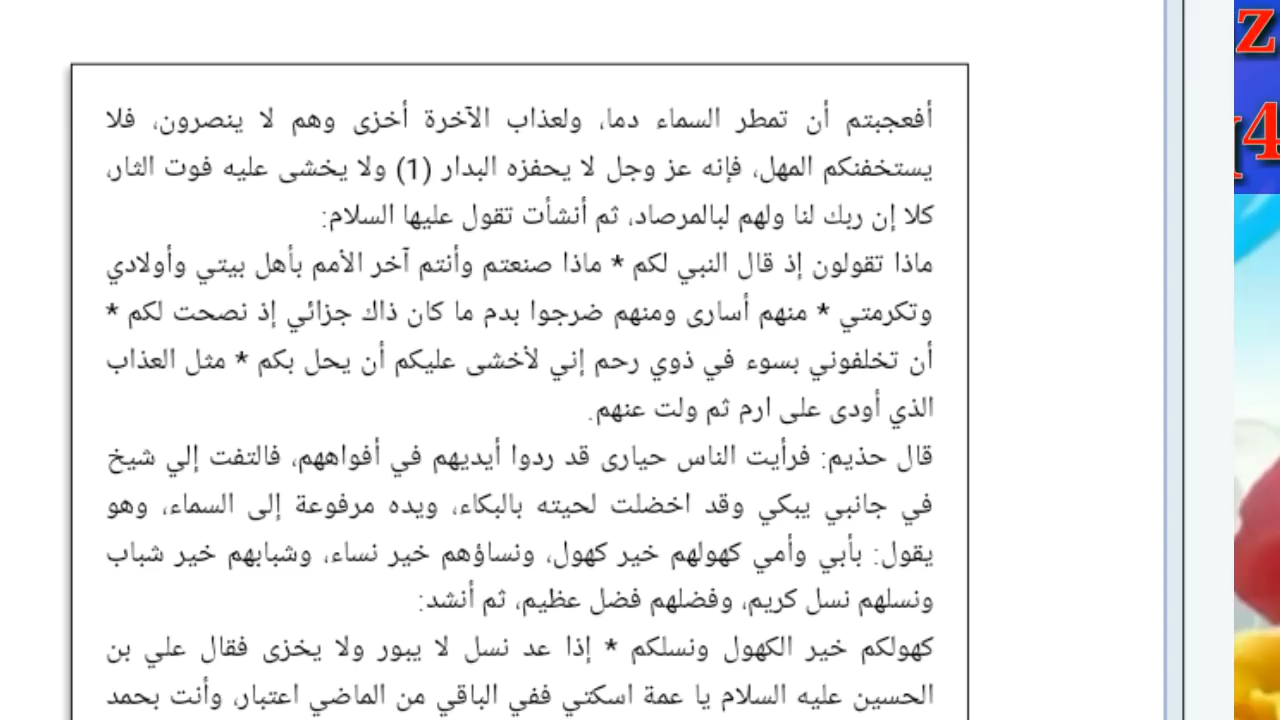 أفعجبتم أن تمطر السماء دما، ولعذاب الآخرة أخزى وهم لا ينصرون، فلا
يستخفنكم المهل، فإنه عز وجل لا يحفزه البدار (1) ولا يخشى عليه فوت الثار،
كلا إن ربك لنا ولهم لبالمرصاد، ثم أنشأت تقول عليها السلام:
ماذا تقولون إذ قال النبي لكم * ماذا صنعتم وأنتم آخر الأمم بأهل بيتي وأولادي
وتكرمتي * منهم أسارى ومنهم ضرجوا بدم ما كان ذاك جزائي إذ نصحت لكم *
أن تخلفوني بسوء في ذوي رحم إني لأخشى عليكم أن يحل بكم * مثل العذاب
الذي أودى على ارم ثم ولت عنهم.
قال حذيم: فرأيت الناس حيارى قد ردوا أيديهم في أفواههم، فالتفت إلي شيخ
في جانبي يبكي وقد اخضلت لحيته بالبكاء، ويده مرفوعة إلى السماء، وهو
يقول: بأبي وأمي كهولهم خير كهول، ونساؤهم خير نساء، وشبابهم خير شباب
ونسلهم نسل كريم، وفضلهم فضل عظيم، ثم أنشد:
كهولكم خير الكهول ونسلكم * إذا عد نسل لا يبور ولا يخزى فقال علي بن
الحسين عليه السلام يا عمة اسكتي ففي الباقي من الماضي اعتبار، وأنت بحمد
z
4